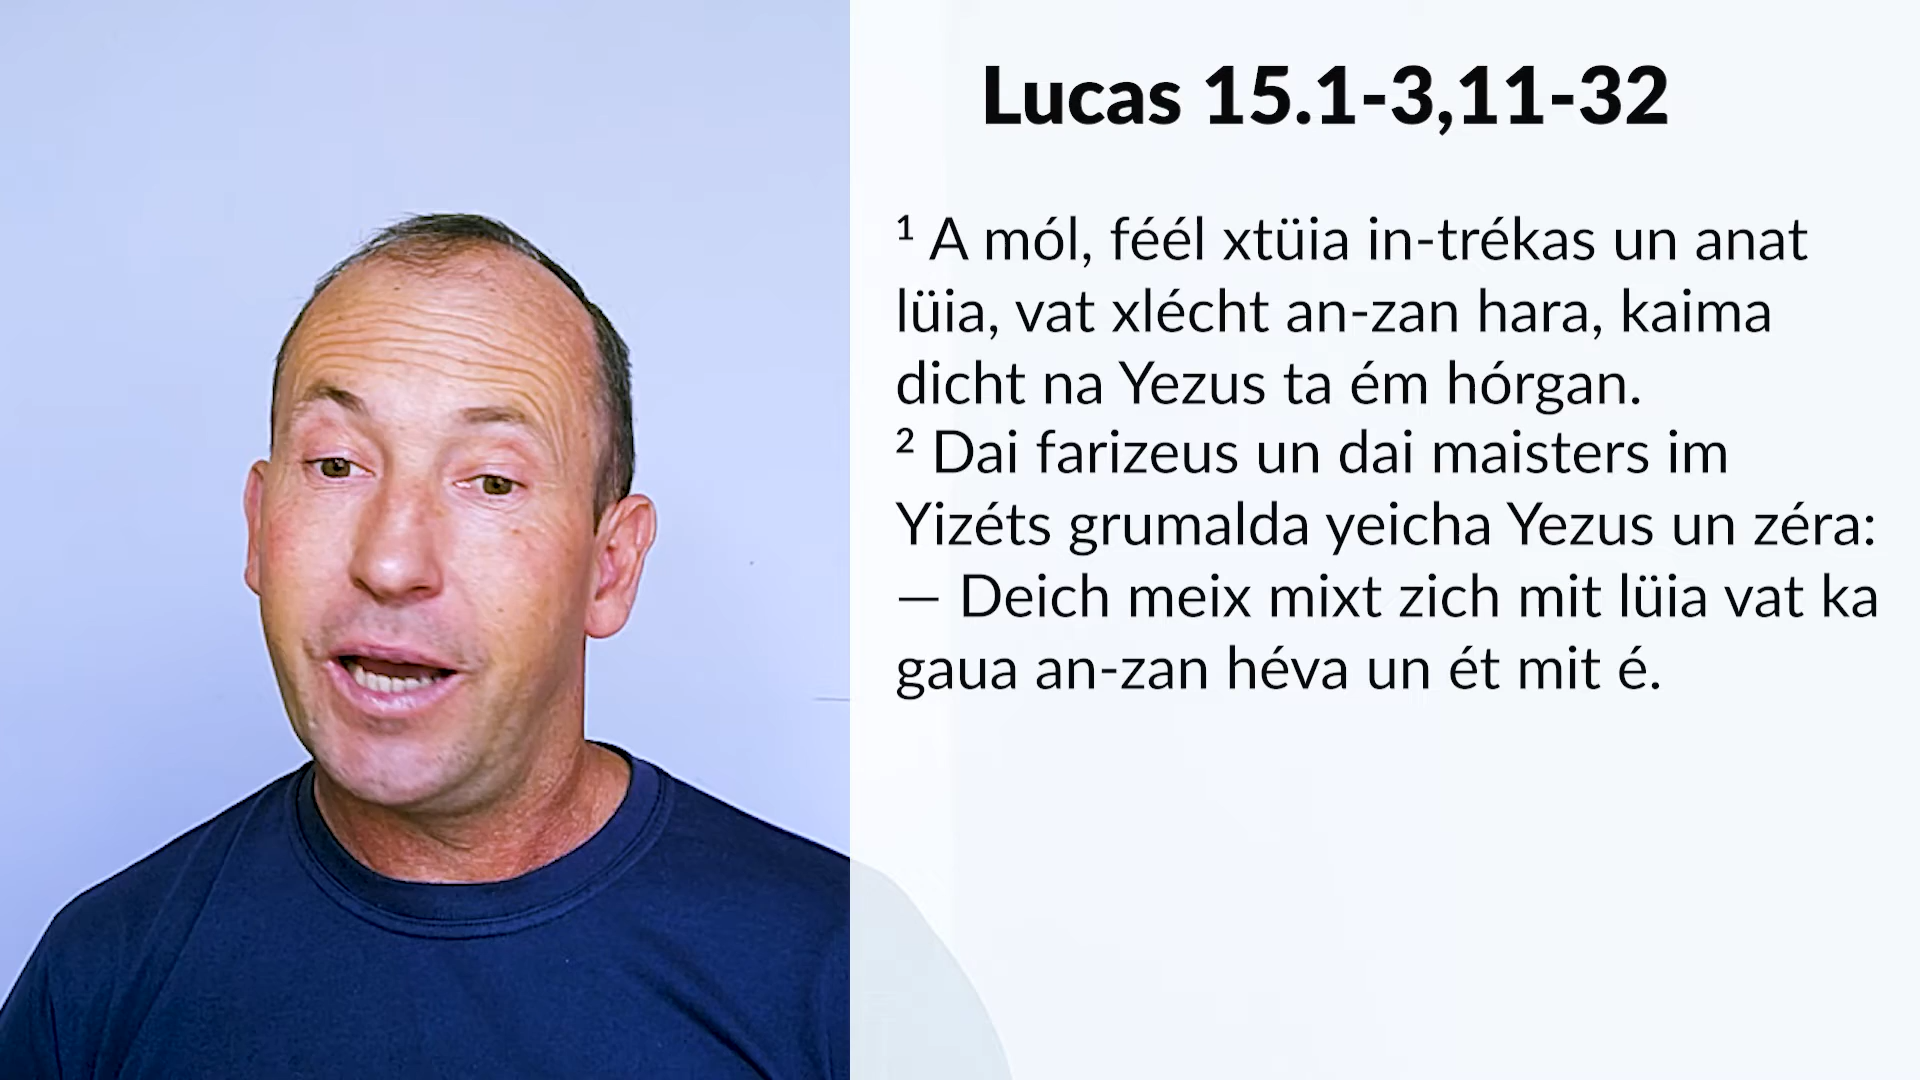 Lucas 15.1-3,11-32
¹ A mól, féél xtüia in-trékas un anat
lüia, vat xlécht an-zan hara, kaima
dicht na Yezus ta ém hórgan.
² Dai farizeus un dai maisters im
Yizéts grumalda yeicha Yezus un zéra:
— Deich meix mixt zich mit lüia vat ka
gaua an-zan héva un ét mit é.